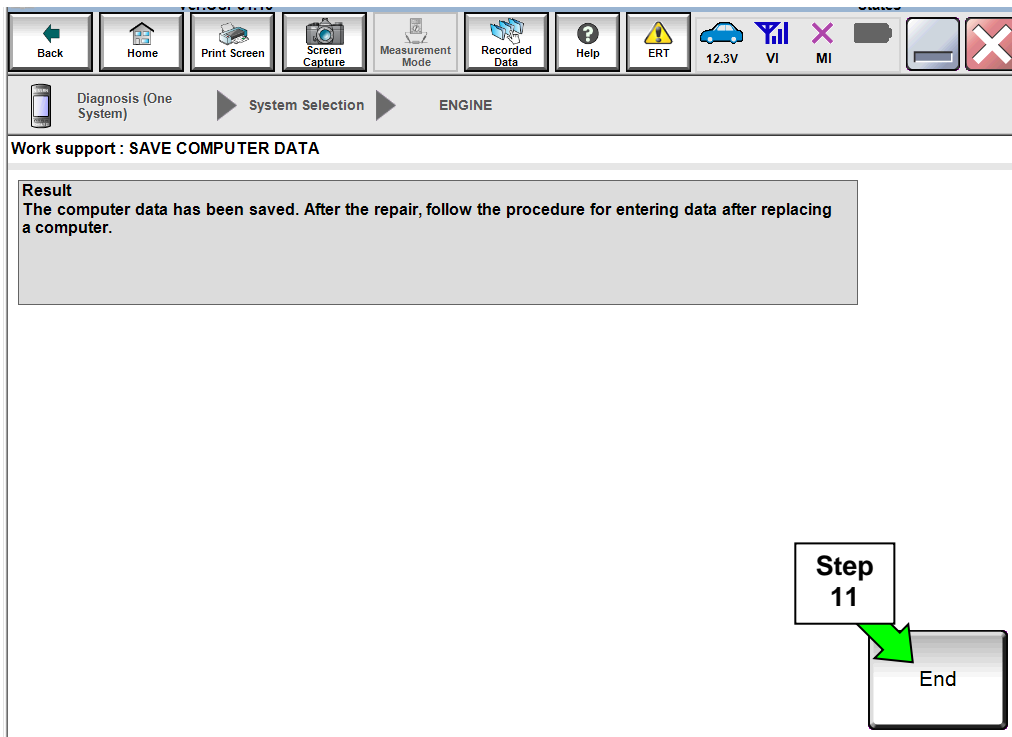 Back
Home
Print Screen
Screen
Capture
Measurement
Mode
Recorded
Data
Help
ERT
12.3V
VI
MI
Diagnosis (One
System)
System Selection
ENGINE
Work support : SAVE COMPUTER DATA
Result
The computer data has been saved. After the repair, follow the procedure for entering data after replacing
a computer.
Step
11
End